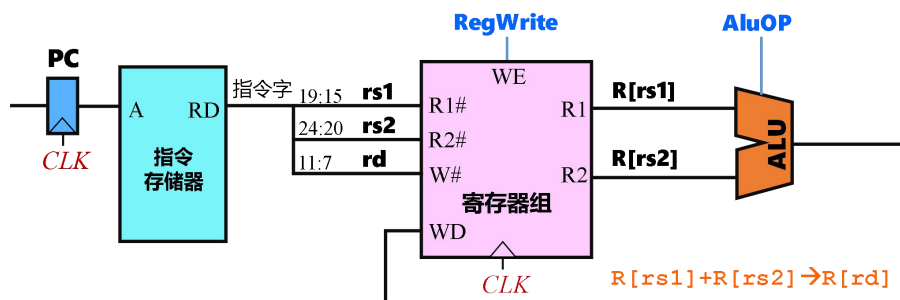 RegWrite
AluOP
PC
WE
指令字
19:15 rs1
R[rs1]
A
RD
R1#
R1
24:20 rs2
R2#
ALU
CLK
指令
存储器
11:7 rd
R[rs2]
W#
R2
寄存器组
WD
CLK
R[rs1]+R[rs2]→R[rd]